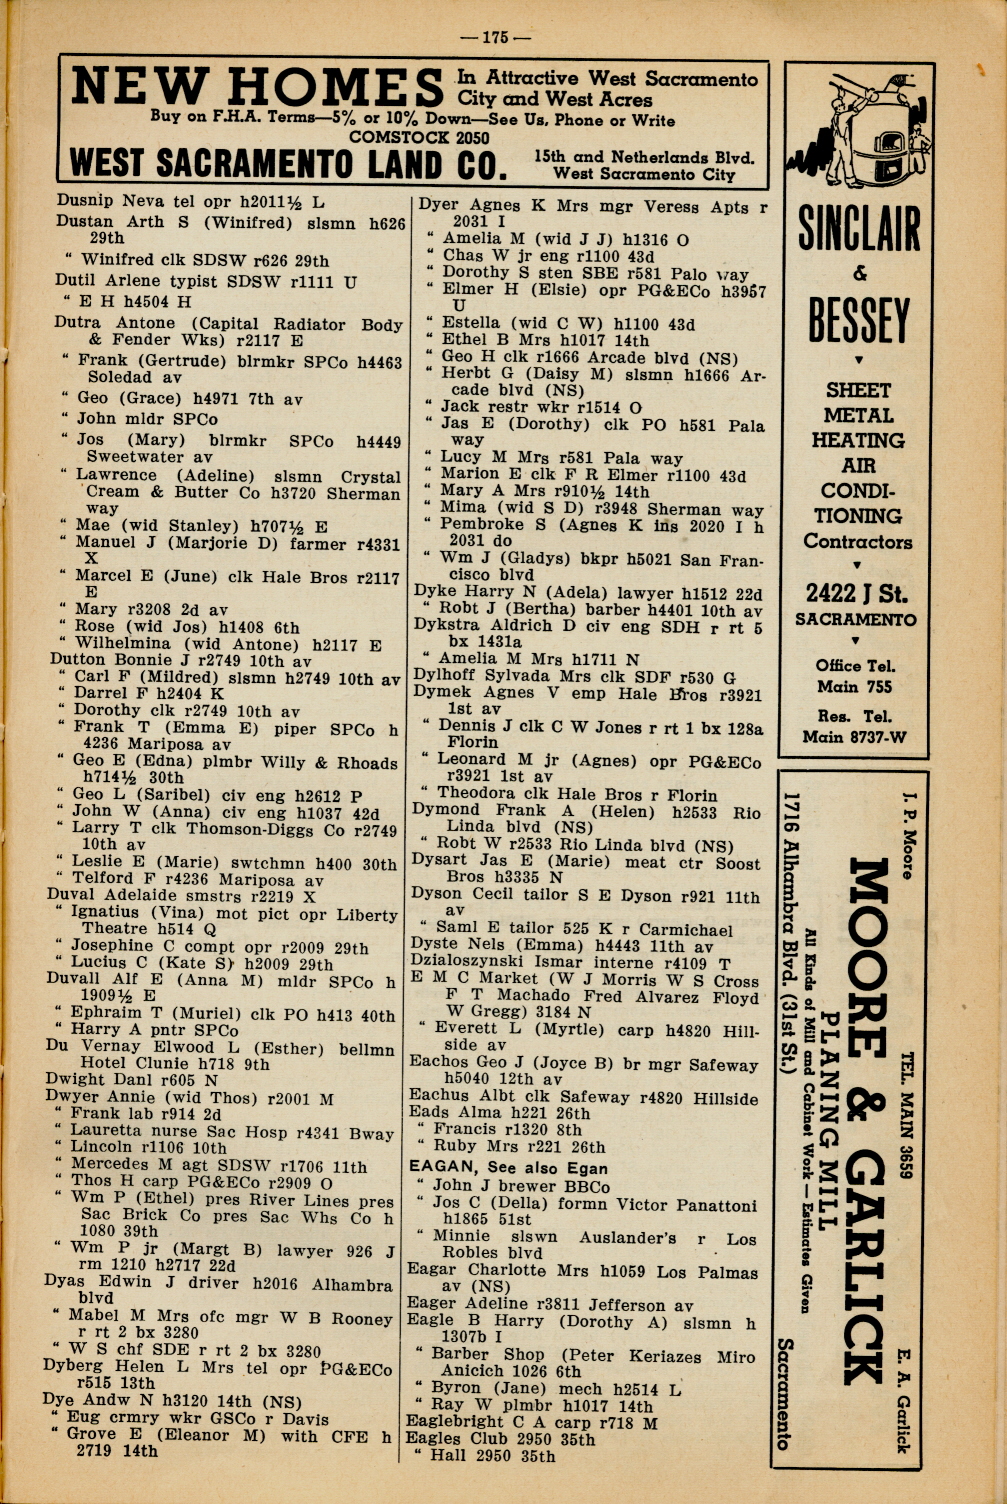 — 175 —
NEW HOMES In Attractive West Sacramento
City and West Acres
Buy on F.H.A. Terms—5% or 10% Down—See Us, Phone or Write
COMSTOCK 2050
WEST SACRAMENTO LAND CO. 15th and Netherlands Blvd.
West Sacramento City
Dusnip Neva tel opr h2011½ L
Dustan Arth S (Winifred) slsmn h626
29th
" Winifred clk SDSW r626 29th
Dutil Arlene typist SDSW r1111 U
" E H h4504 H
Dutra Antone (Capital Radiator Body
& Fender Wks) r2117 E
" Frank (Gertrude) blrmkr SPCo h4463
Soledad av
" Geo (Grace) h4971 7th av
" John mldr SPCo
" Jos (Mary) blrmkr SPCo h4449
Sweetwater av
" Lawrence (Adeline) slsmn Crystal
Cream & Butter Co h3720 Sherman
way
" Mae (wid Stanley) h707½ E
" Manuel J (Marjorie D) farmer r4331
X
" Marcel E (June) clk Hale Bros r2117
E
" Mary r3208 2d av
" Rose (wid Jos) h1408 6th
" Wilhelmina (wid Antone) h2117 E
Dutton Bonnie J r2749 10th av
" Carl F (Mildred) slsmn h2749 10th av
" Darrel F h2404 K
" Dorothy clk r2749 10th av
" Frank T (Emma E) piper SPCo h
4236 Mariposa av
" Geo E (Edna) plmbr Willy & Rhoads
h714½ 30th
" Geo L (Saribel) civ eng h2612 P
" John W (Anna) civ eng h1037 42d
" Larry T clk Thomson-Diggs Co r2749
10th av
" Leslie E (Marie) swtchmn h400 30th
" Telford F r4236 Mariposa av
Duval Adelaide smstrs r2219 X
" Ignatius (Vina) mot pict opr Liberty
Theatre h514 Q
" Josephine C compt opr r2009 29th
" Lucius C (Kate S) h2009 29th
Duvall Alf E (Anna M) mldr SPCo h
1909½ E
" Ephraim T (Muriel) clk PO h413 40th
" Harry A pntr SPCo
Du Vernay Elwood L (Esther) bellmn
Hotel Clunie h718 9th
Dwight Danl r605 N
Dwyer Annie (wid Thos) r2001 M
" Frank lab r914 2d
" Lauretta nurse Sac Hosp r4341 Bway
" Lincoln r1106 10th
" Mercedes M agt SDSW r1706 11th
" Thos H carp PG&ECo r2909 O
" Wm P (Ethel) pres River Lines pres
Sac Brick Co pres Sac Whs Co h
1080 39th
" Wm P jr (Margt B) lawyer 926 J
rm 1210 h2717 22d
Dyas Edwin J driver h2016 Alhambra
blvd
" Mabel M Mrs ofc mgr W B Rooney
r rt 2 bx 3280
" W S chf SDE r rt 2 bx 3280
Dyberg Helen L Mrs tel opr PG&ECo
r515 13th
Dye Andw N h3120 14th (NS)
" Eug crmry wkr GSCo r Davis
" Grove E (Eleanor M) with CFE h
2719 14th
Dyer Agnes K Mrs mgr Veress Apts r
2031 I
" Amelia M (wid J J) h1316 O
" Chas W jr eng r1100 43d
" Dorothy S sten SBE r581 Palo way
" Elmer H (Elsie) opr PG&ECo h3957
U
" Estella (wid C W) h1100 43d
" Ethel B Mrs h1017 14th
" Geo H clk r1666 Arcade blvd (NS)
" Herbt G (Daisy M) slsmn h1666 Ar-
cade blvd (NS)
" Jack restr wkr r1514 O
" Jas E (Dorothy) clk PO h581 Pala
way
" Lucy M Mrs r581 Pala way
" Marion E clk F R Elmer r1100 43d
" Mary A Mrs r910½ 14th
" Mima (wid S D) r3948 Sherman way
" Pembroke S (Agnes K ins 2020 I h
2031 do
" Wm J (Gladys) bkpr h5021 San Fran-
cisco blvd
Dyke Harry N (Adela) lawyer h1512 22d
" Robt J (Bertha) barber h4401 10th av
Dykstra Aldrich D civ eng SDH r rt 5
bx 1431a
" Amelia M Mrs h1711 N
Dylhoff Sylvada Mrs clk SDF r530 G
Dymek Agnes V emp Hale Bros r3921
1st av
" Dennis J clk C W Jones r rt 1 bx 128a
Florin
" Leonard M jr (Agnes) opr PG&ECo
r3921 1st av
" Theodora clk Hale Bros r Florin
Dymond Frank A (Helen) h2533 Rio
Linda blvd (NS)
" Robt W r2533 Rio Linda blvd (NS)
Dysart Jas E (Marie) meat ctr Soost
Bros h3335 N
Dyson Cecil tailor S E Dyson r921 11th
av
" Saml E tailor 525 K r Carmichael
Dyste Nels (Emma) h4443 11th av
Dzialoszynski Ismar interne r4109 T
E M C Market (W J Morris W S Cross
F T Machado Fred Alvarez Floyd
W Gregg) 3184 N
" Everett L (Myrtle) carp h4820 Hill-
side av
Eachos Geo J (Joyce B) br mgr Safeway
h5040 12th av
Eachus Albt clk Safeway r4820 Hillside
Eads Alma h221 26th
" Francis r1320 8th
" Ruby Mrs r221 26th
EAGAN, See also Egan
" John J brewer BBCo
" Jos C (Della) formn Victor Panattoni
h1865 51st
" Minnie slswn Auslander's r Los
Robles blvd
Eagar Charlotte Mrs h1059 Los Palmas
av (NS)
Eager Adeline r3811 Jefferson av
Eagle B Harry (Dorothy A) slsmn h
1307b I
" Barber Shop (Peter Keriazes Miro
Anicich 1026 6th
" Byron (Jane) mech h2514 L
" Ray W plmbr h1017 14th
Eaglebright C A carp r718 M
Eagles Club 2950 35th
" Hall 2950 35th
SINCLAIR
&
BESSEY
SHEET
METAL
HEATING
AIR
CONDI-
TIONING
Contractors
2422 J St.
SACRAMENTO
Office Tel.
Main 755
Res. Tel.
Main 8737-W
J. P. Moore TEL. MAIN 3659 E. A. Garlick
MOORE & GARLICK
PLANING MILL
All Kinds of Mill and Cabinet Work — Estimates Given
1716 Alhambra Blvd. (31st St.) Sacramento